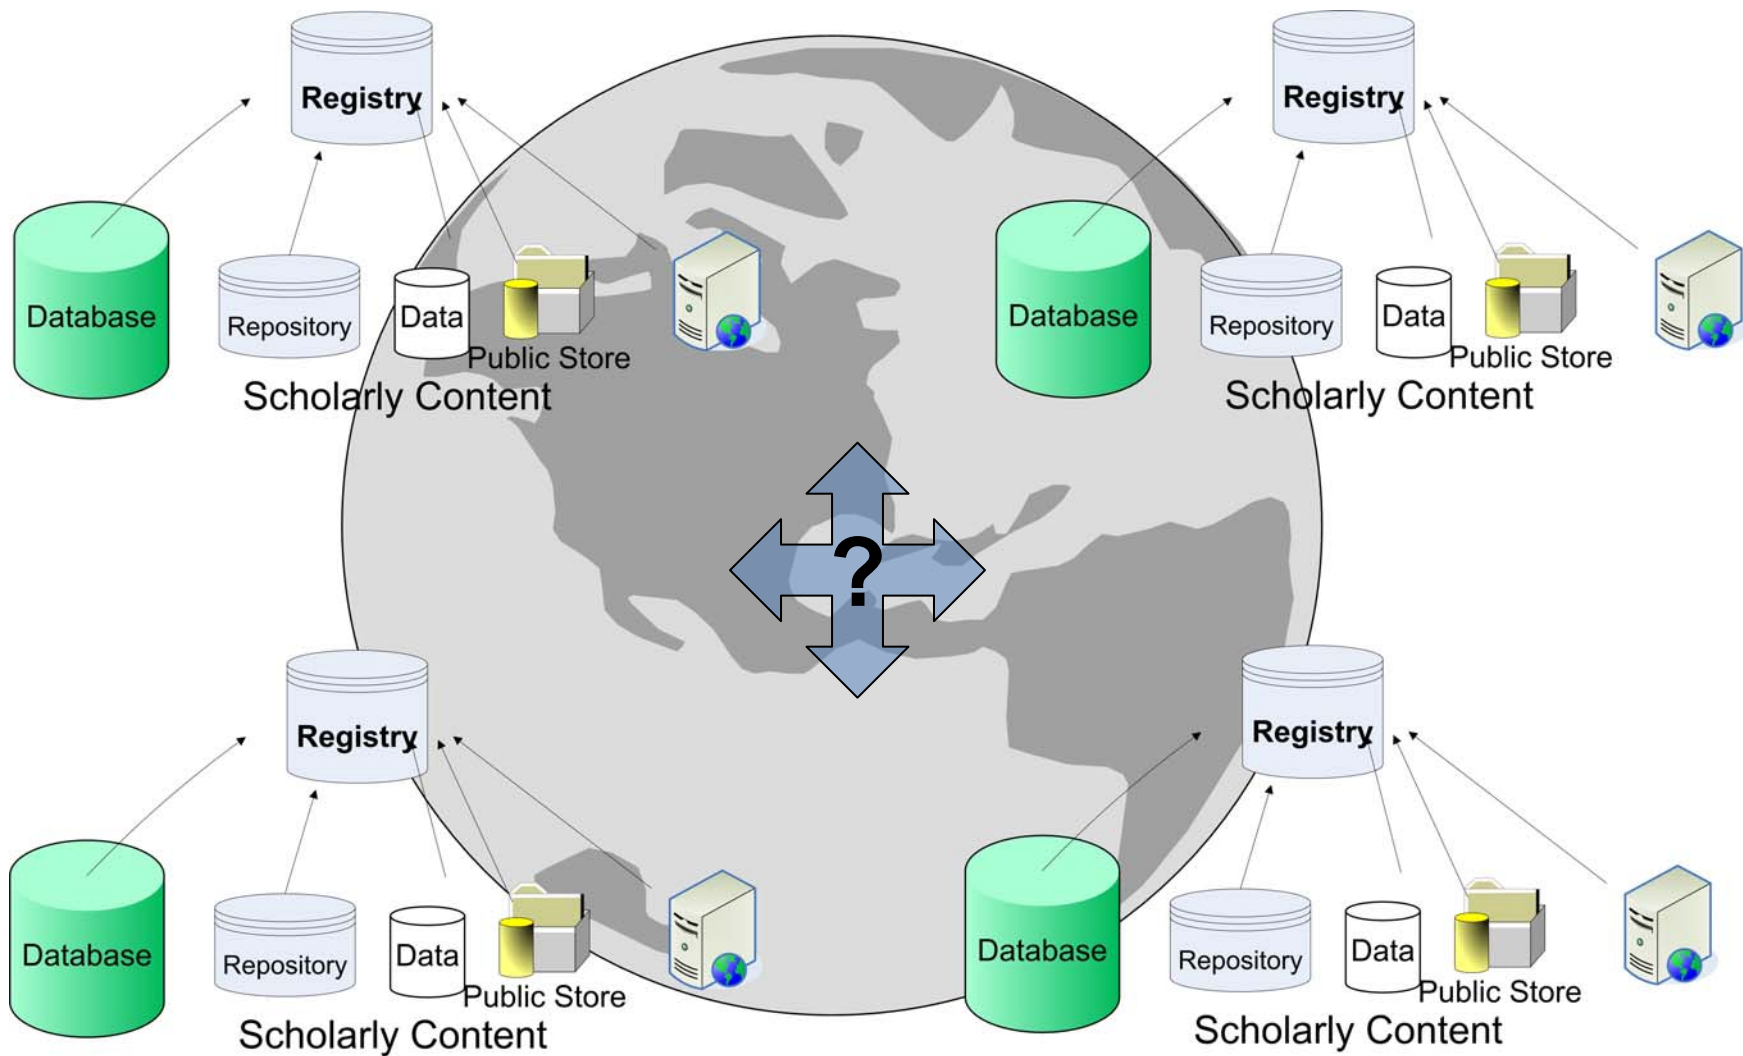 Registry
Database
Repository
Data
Public Store
Scholarly Content
Registry
Database
Repository
Data
Public Store
Scholarly Content
?
Registry
Database
Repository
Data
Public Store
Scholarly Content
Registry
Database
Repository
Data
Public Store
Scholarly Content